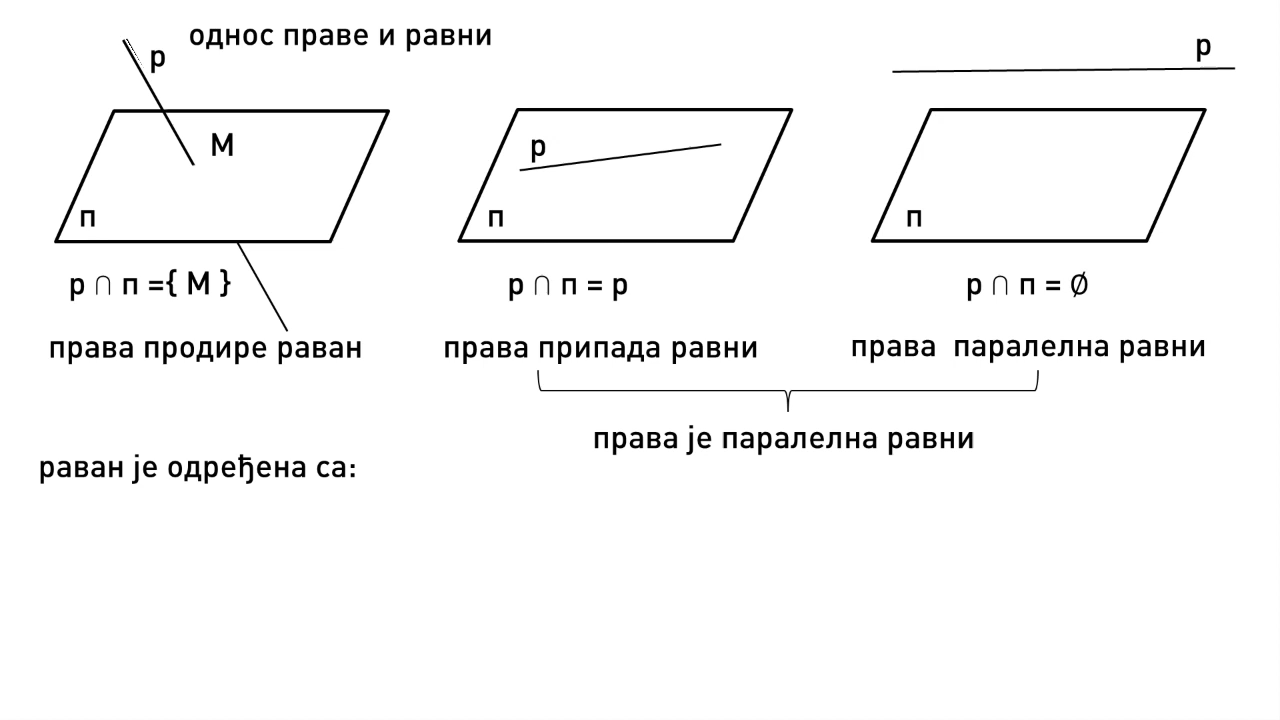 однос праве и равни
р
М
п
р ∩ п ={ М }
права продире раван
р
п
р ∩ п = р
права припада равни
р
п
р ∩ п = ∅
права  паралелна равни
права је паралелна равни
раван је одређена са: